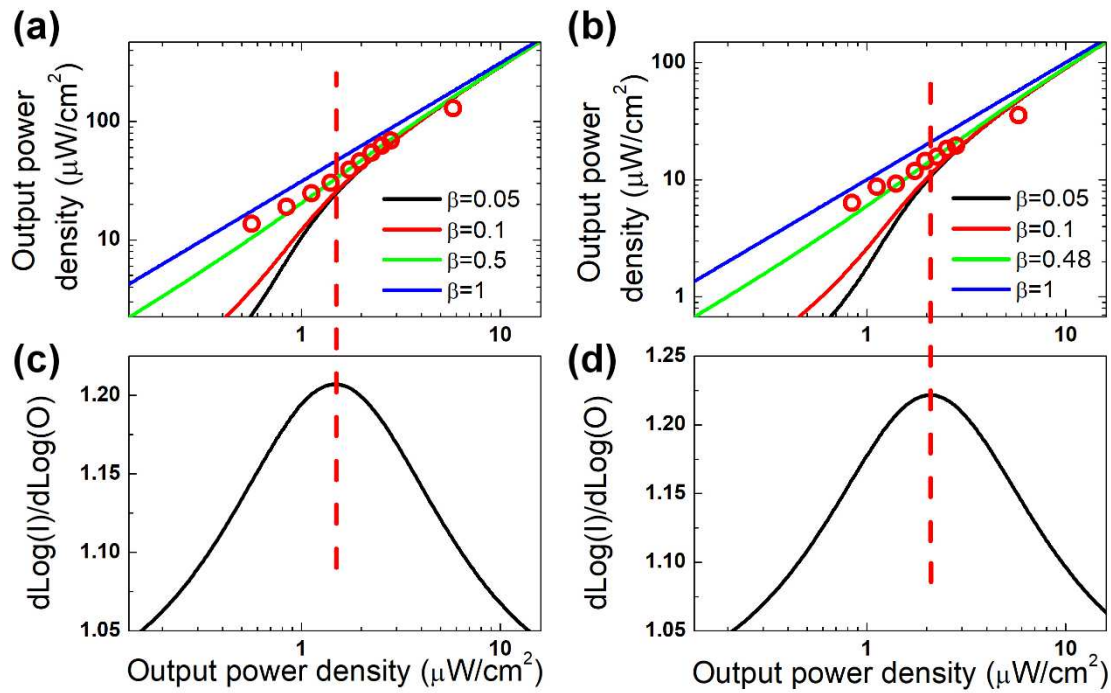 (a)
Output power
density (μW/cm²)
100
10
β=0.05
β=0.1
β=0.5
β=1
1
10
(b)
Output power
density (μW/cm²)
100
10
1
β=0.05
β=0.1
β=0.48
β=1
1
10
(c)
dLog(I)/dLog(O)
1.20
1.15
1.10
1.05
1
10
Output power density (μW/cm²)
(d)
dLog(I)/dLog(O)
1.25
1.20
1.15
1.10
1.05
1
10
Output power density (μW/cm²)